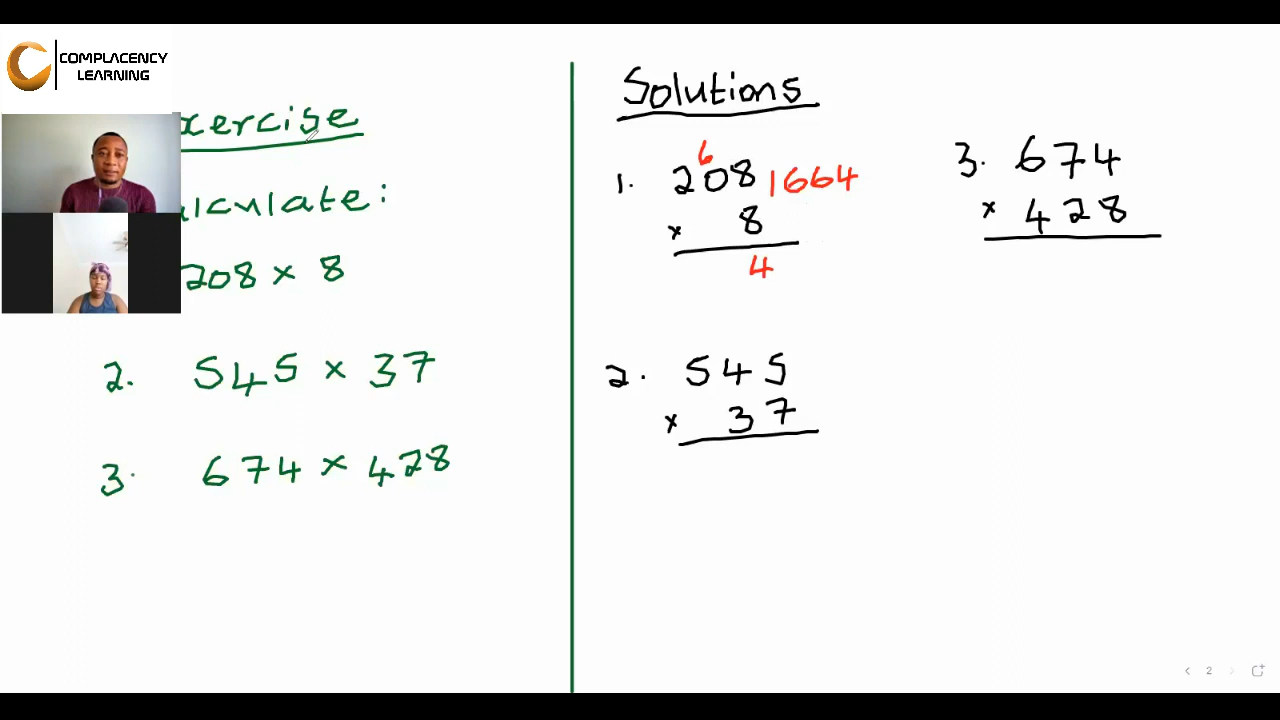 COMPLACENCY
LEARNING
xercise
lculate:
208 × 8
2. 545 × 37
3. 674 × 428
Solutions
6
1. 208 1664
× 8
4
2. 545
× 37
3. 674
× 428
2